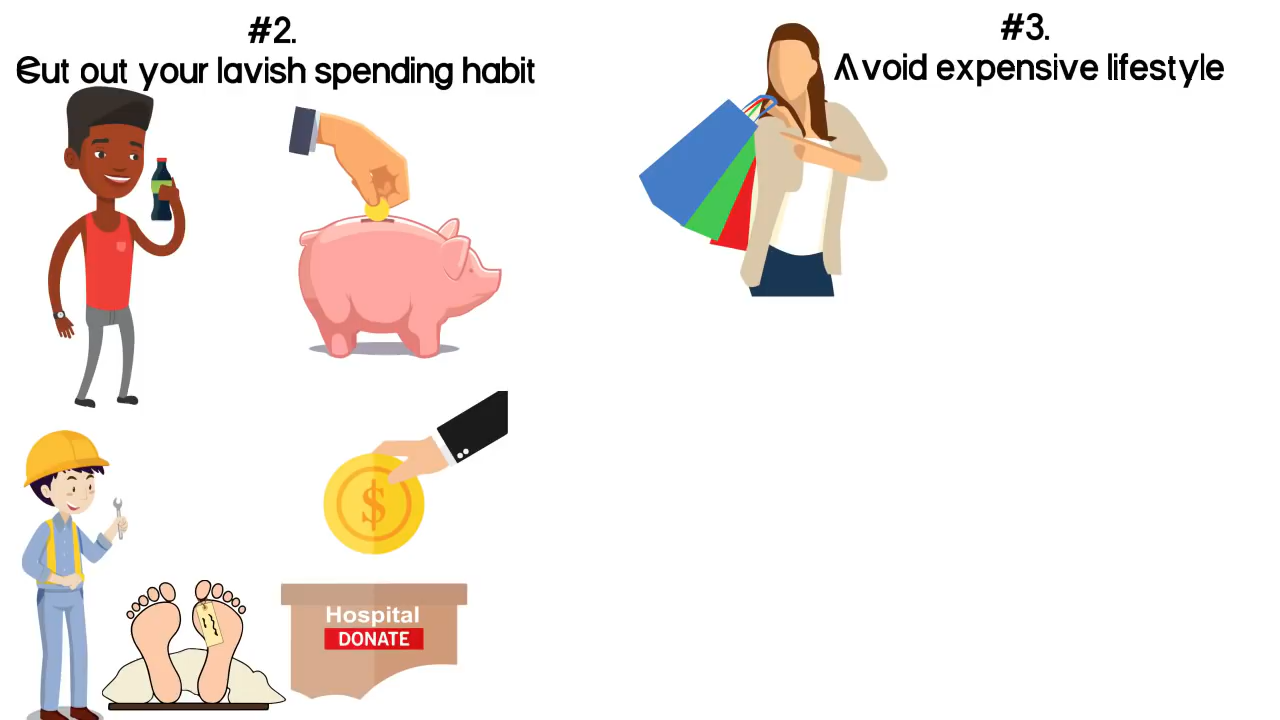 #2.
Cut out your lavish spending habit
#3.
Avoid expensive lifestyle
$
Hospital
DONATE